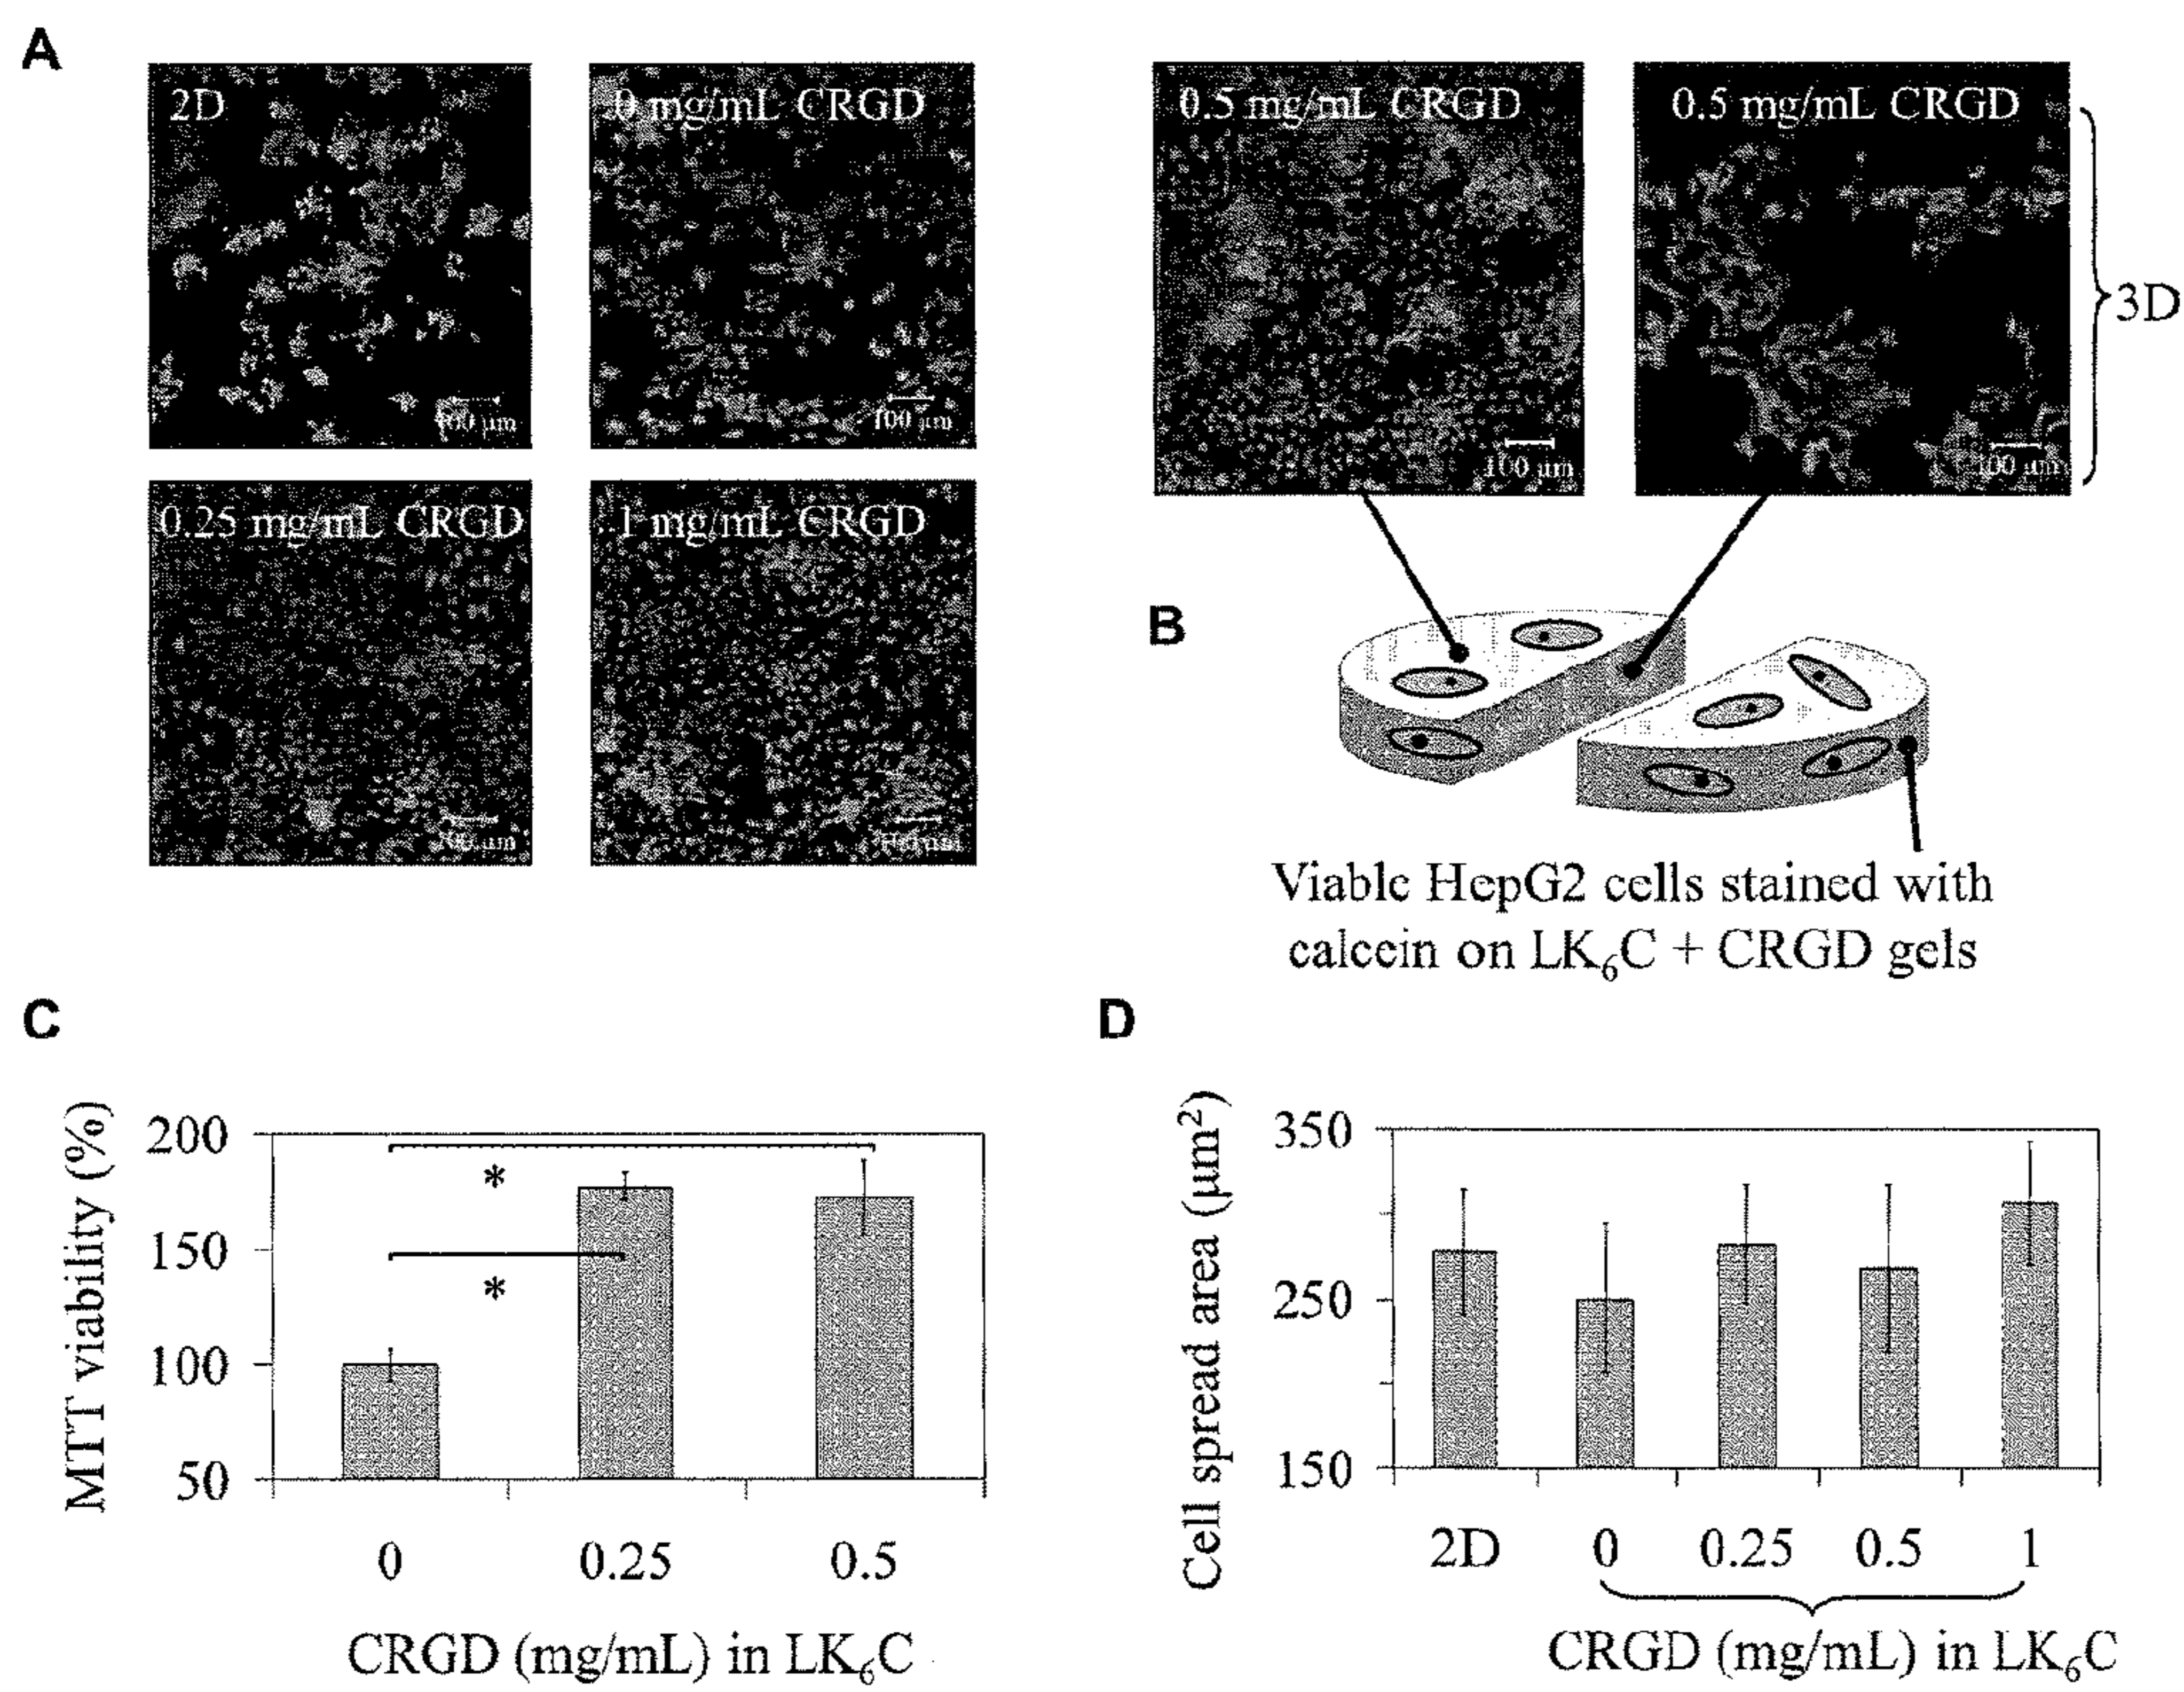 A
2D
0 mg/mL CRGD
100 µm
0.25 mg/mL CRGD
1 mg/mL CRGD
0.5 mg/mL CRGD
100 µm
0.5 mg/mL CRGD
100 µm
3D
B
Viable HepG2 cells stained with
calcein on LK₆C + CRGD gels
C
MTT viability (%)
200
150
100
50
*
*
0 0.25 0.5
CRGD (mg/mL) in LK₆C
D
Cell spread area (µm²)
350
250
150
2D 0 0.25 0.5 1
CRGD (mg/mL) in LK₆C